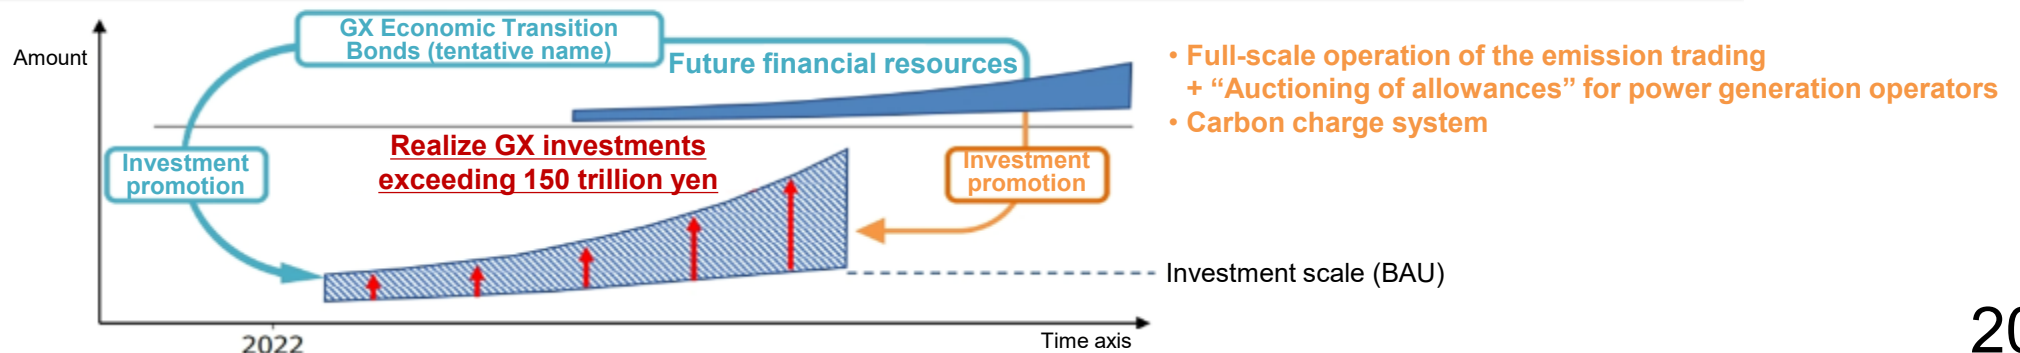 GX Economic Transition
Bonds (tentative name)
Amount
Future financial resources
• Full-scale operation of the emission trading
+ “Auctioning of allowances” for power generation operators
• Carbon charge system
Realize GX investments
exceeding 150 trillion yen
Investment
promotion
Investment
promotion
Investment scale (BAU)
2022
Time axis